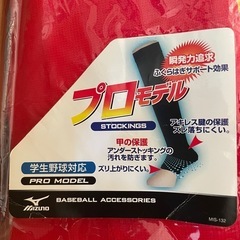 瞬発力追求
ふくらはぎサポート効果
プロモデル
STOCKINGS
アキレス腱の保護
ズレ落ちにくい。
甲の保護
アンダーストッキングの
汚れを防ぎます。
ズリ上がりにくい。
学生野球対応
PRO MODEL
MIZUNO
BASEBALL ACCESSORIES
MIS-132